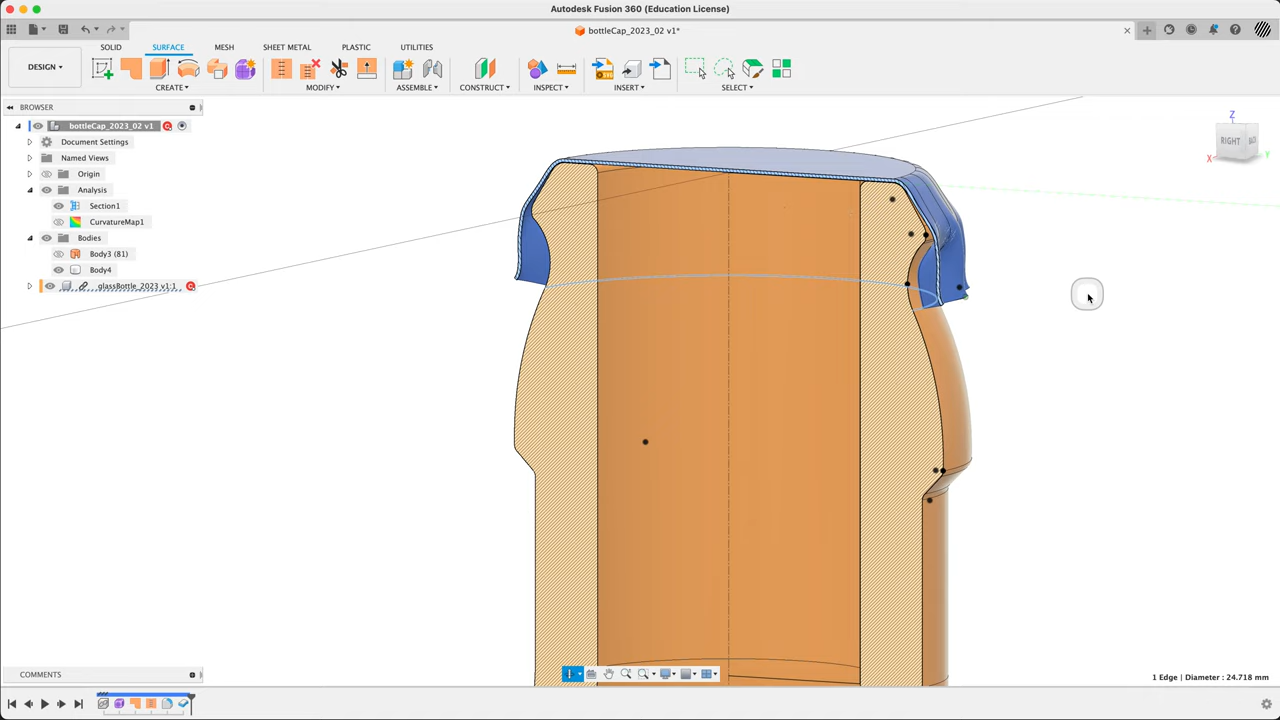 Autodesk Fusion 360 (Education License)
bottleCap_2023_02 v1*
DESIGN
SOLID SURFACE MESH SHEET METAL PLASTIC UTILITIES
CREATE MODIFY ASSEMBLE CONSTRUCT INSPECT INSERT SELECT
BROWSER
bottleCap_2023_02 v1
Document Settings
Named Views
Origin
Analysis
Section1
CurvatureMap1
Bodies
Body3 (81)
Body4
glassBottle_2023 v1:1
Z
RIGHT
X
Y
COMMENTS
1 Edge | Diameter : 24.718 mm